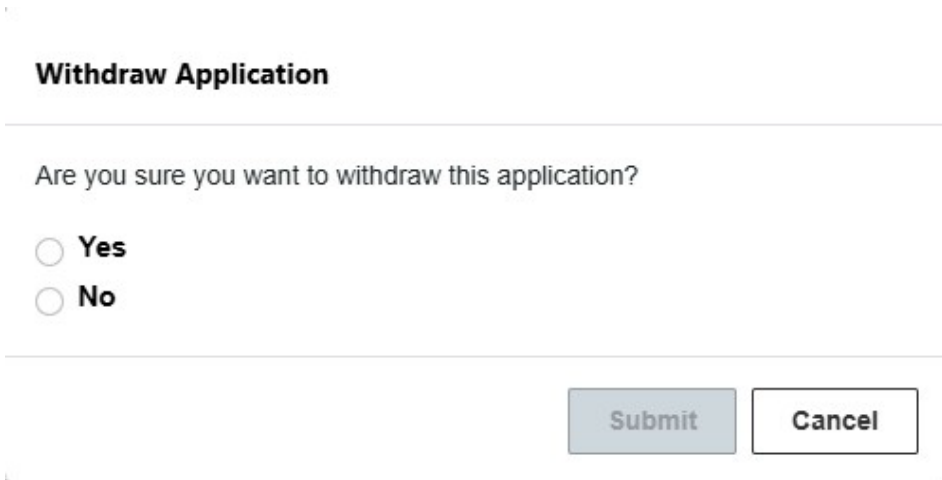 Withdraw Application
Are you sure you want to withdraw this application?
Yes
No
Submit
Cancel